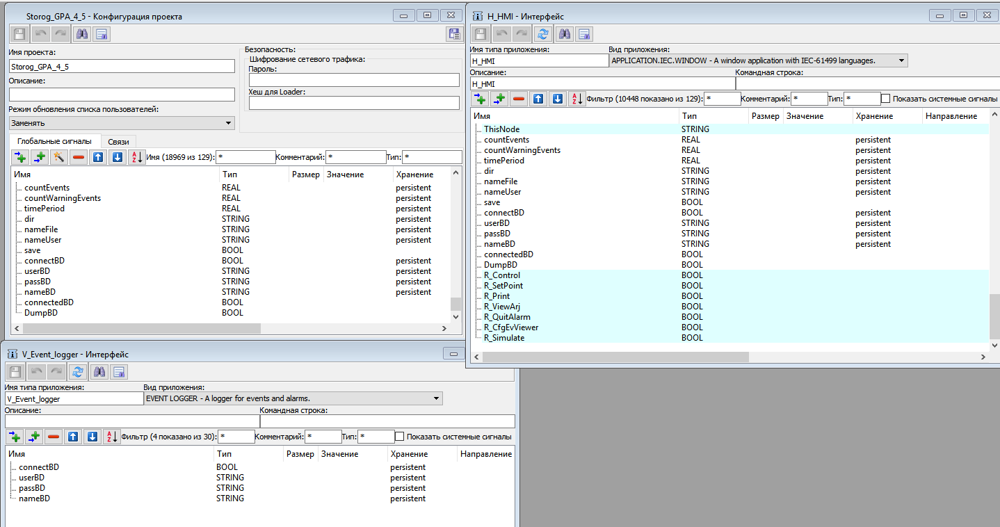 Storog_GPA_4_5 - Конфигурация проекта
Имя проекта:
Storog_GPA_4_5
Описание:
Режим обновления списка пользователей:
Заменять
Безопасность:
Шифрование сетевого трафика:
Пароль:
Хеш для Loader:
Глобальные сигналы Связи
Имя (18969 из 129): * Комментарий: * Тип: *
Имя Тип Размер Значение Хранение
countEvents REAL persistent
countWarningEvents REAL persistent
timePeriod REAL persistent
dir STRING persistent
nameFile STRING persistent
nameUser STRING persistent
save BOOL
connectBD BOOL persistent
userBD STRING persistent
passBD STRING persistent
nameBD STRING persistent
connectedBD BOOL
DumpBD BOOL
H_HMI - Интерфейс
Имя типа приложения: Вид приложения:
H_HMI APPLICATION.IEC.WINDOW - A window application with IEC-61499 languages.
Описание: Командная строка:
H_HMI
Фильтр (10448 показано из 129): * Комментарий: * Тип: * Показать системные сигналы
Имя Тип Размер Значение Хранение Направление
ThisNode STRING
countEvents REAL persistent
countWarningEvents REAL persistent
timePeriod REAL persistent
dir STRING persistent
nameFile STRING persistent
nameUser STRING persistent
save BOOL
connectBD BOOL persistent
userBD STRING persistent
passBD STRING persistent
nameBD STRING persistent
connectedBD BOOL
DumpBD BOOL
R_Control BOOL
R_SetPoint BOOL
R_Print BOOL
R_ViewArj BOOL
R_QuitAlarm BOOL
R_CfgEvViewer BOOL
R_Simulate BOOL
V_Event_logger - Интерфейс
Имя типа приложения: Вид приложения:
V_Event_logger EVENT LOGGER - A logger for events and alarms.
Описание: Командная строка:
Фильтр (4 показано из 30): * Комментарий: * Тип: * Показать системные сигналы
Имя Тип Размер Значение Хранение Направление
connectBD BOOL persistent
userBD STRING persistent
passBD STRING persistent
nameBD STRING persistent